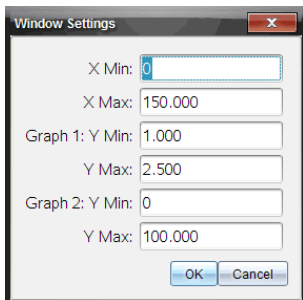 Window Settings
X Min: 0
X Max: 150.000
Graph 1: Y Min: 1.000
Y Max: 2.500
Graph 2: Y Min: 0
Y Max: 100.000
OK Cancel